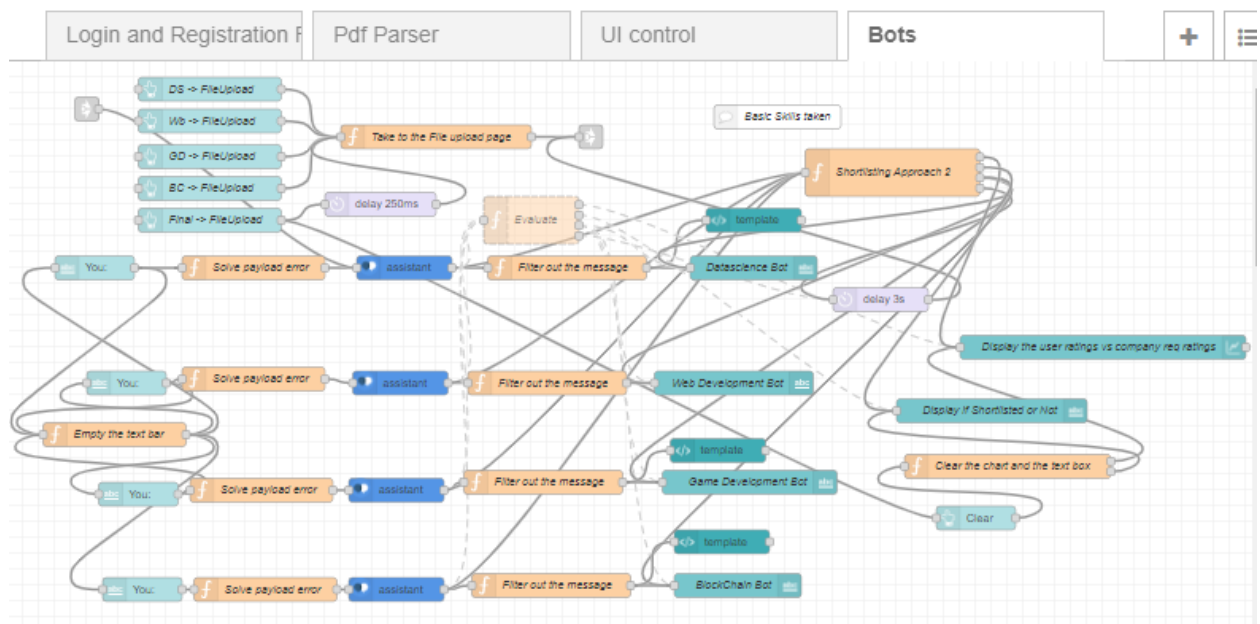 Login and Registration F
Pdf Parser
UI control
Bots
DS -> FileUpload
Wb -> FileUpload
GD -> FileUpload
BC -> FileUpload
Final -> FileUpload
Take to the File upload page
delay 250ms
Basic Skills taken
Shortlisting Approach 2
Evaluate
template
You:
Solve payload error
assistant
Filter out the message
Datascience Bot
delay 3s
Display the user ratings vs company req ratings
You:
Solve payload error
assistant
Filter out the message
Web Development Bot
Display if Shortlisted or Not
Empty the text bar
template
Clear the chart and the text box
You:
Solve payload error
assistant
Filter out the message
Game Development Bot
Clear
template
You:
Solve payload error
assistant
Filter out the message
BlockChain Bot